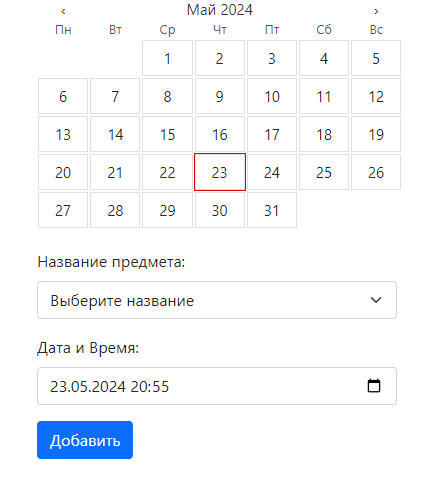 ‹ Май 2024 ›
Пн Вт Ср Чт Пт Сб Вс
1 2 3 4 5
6 7 8 9 10 11 12
13 14 15 16 17 18 19
20 21 22 23 24 25 26
27 28 29 30 31
Название предмета:
Выберите название
Дата и Время:
23.05.2024 20:55
Добавить